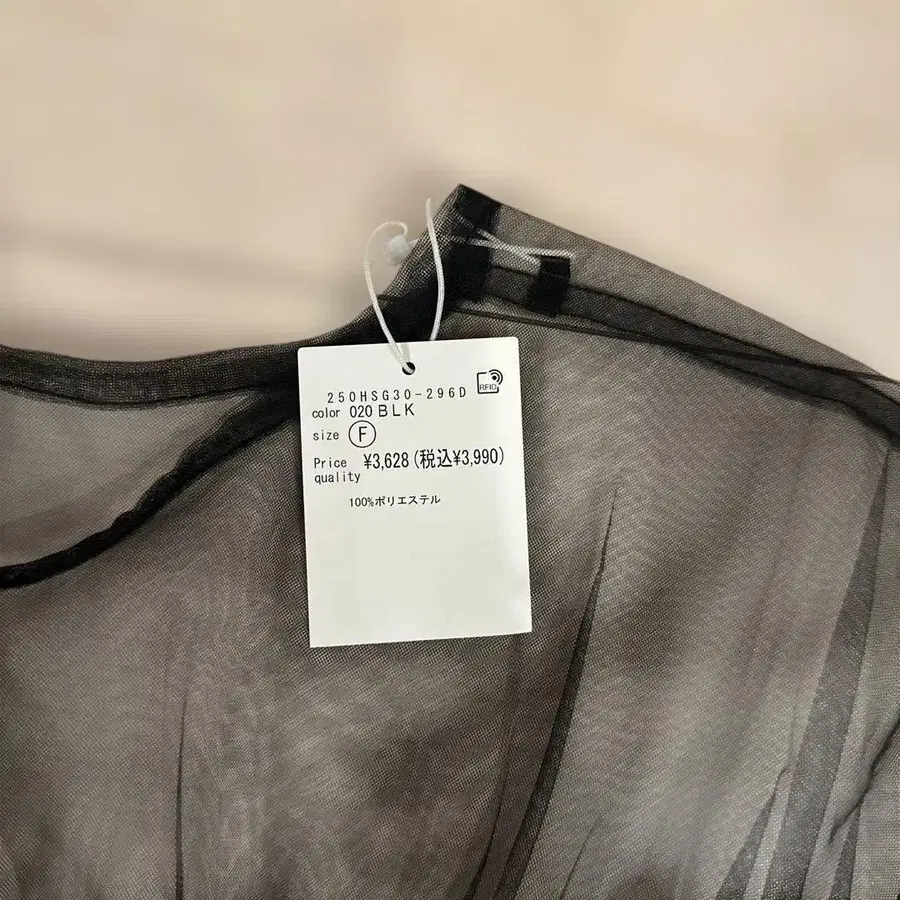 250HSG30-296D RFID
color 020 BLK
size F
Price ¥3,628(税込¥3,990)
quality
100%ポリエステル